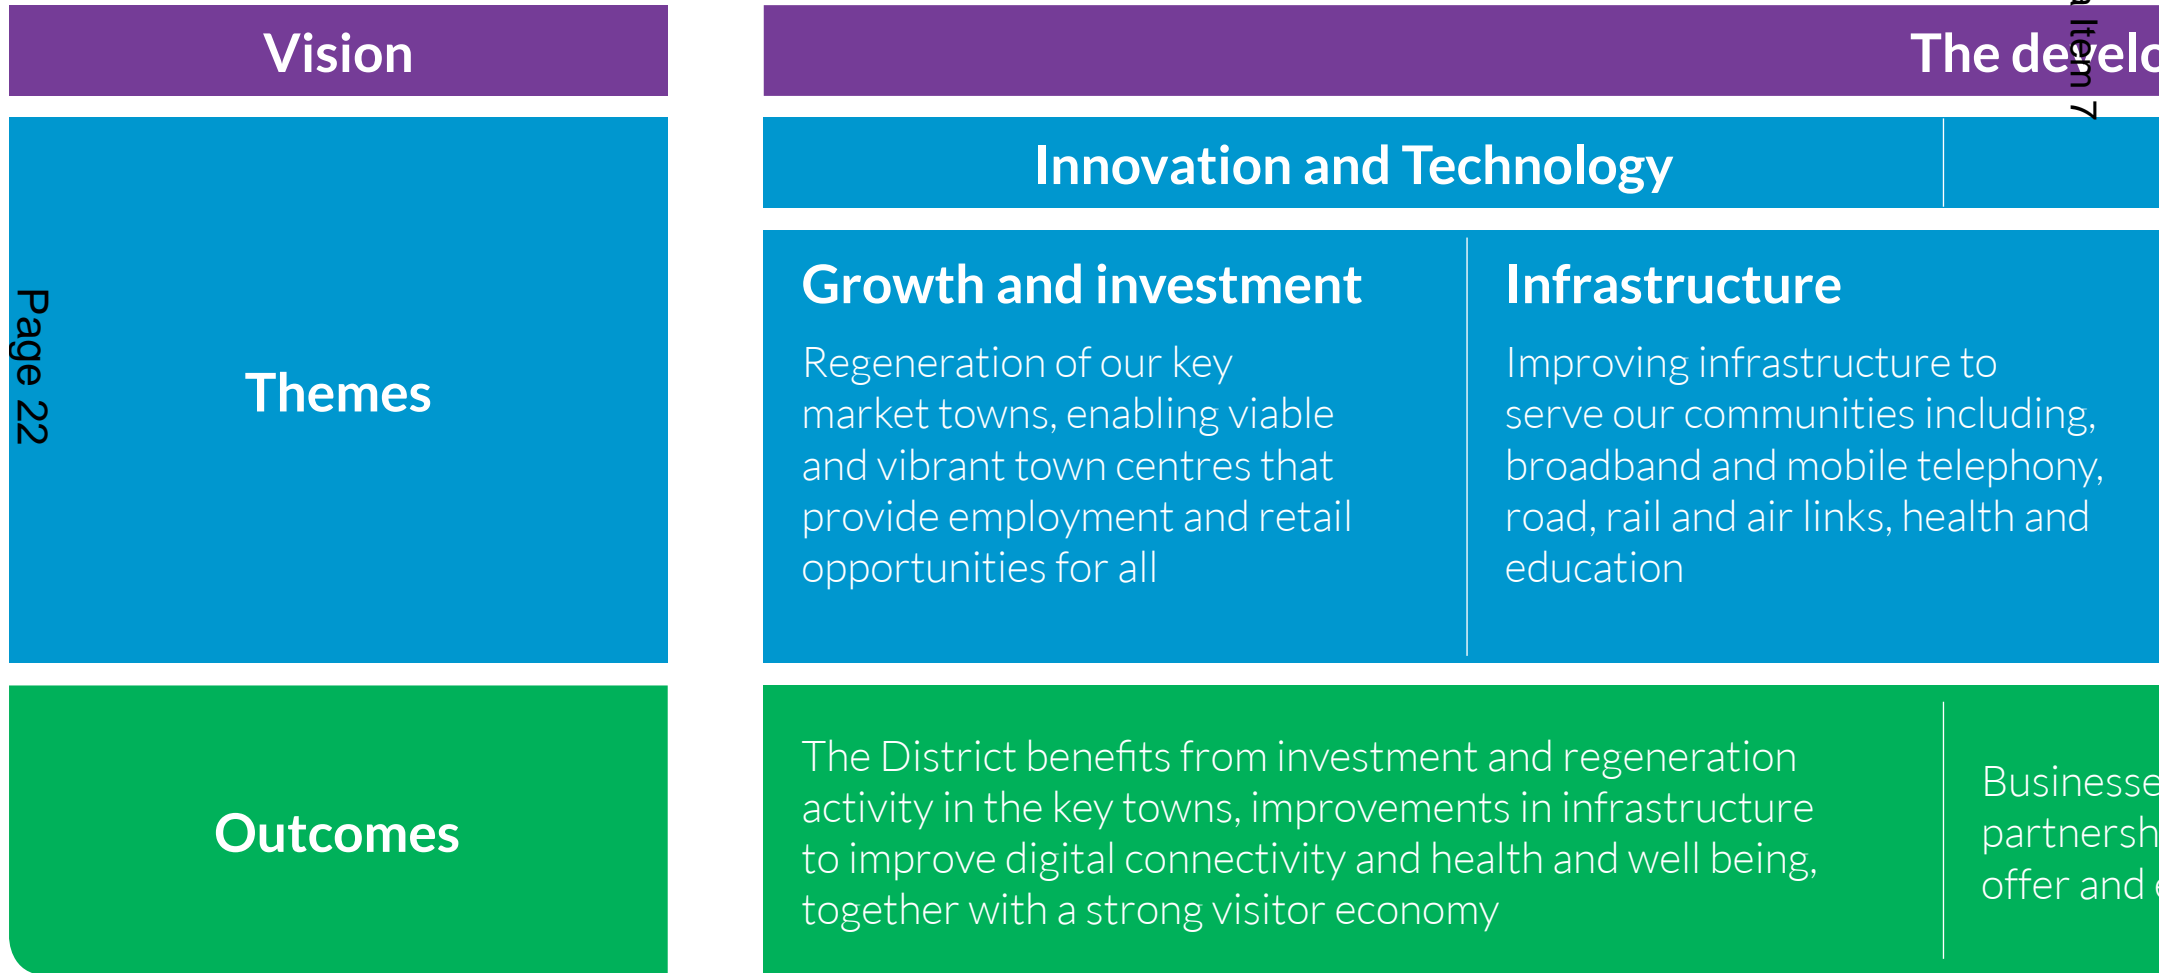 Vision
The develo
a Item 7
Innovation and Technology
Page 22
Themes
Growth and investment
Regeneration of our key
market towns, enabling viable
and vibrant town centres that
provide employment and retail
opportunities for all
Infrastructure
Improving infrastructure to
serve our communities including,
broadband and mobile telephony,
road, rail and air links, health and
education
Outcomes
The District benefits from investment and regeneration
activity in the key towns, improvements in infrastructure
to improve digital connectivity and health and well being,
together with a strong visitor economy
Businesse
partnersh
offer and